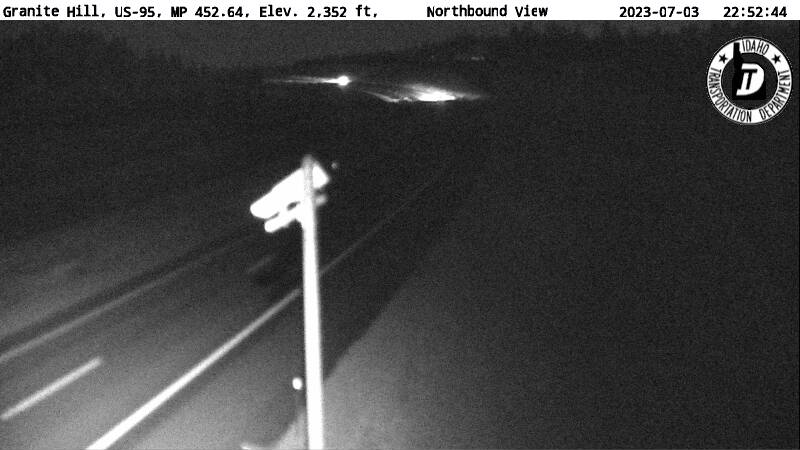 Granite Hill, US-95, MP 452.64, Elev. 2,352 ft, Northbound View 2023-07-03 22:52:44
IDAHO
TRANSPORTATION DEPARTMENT